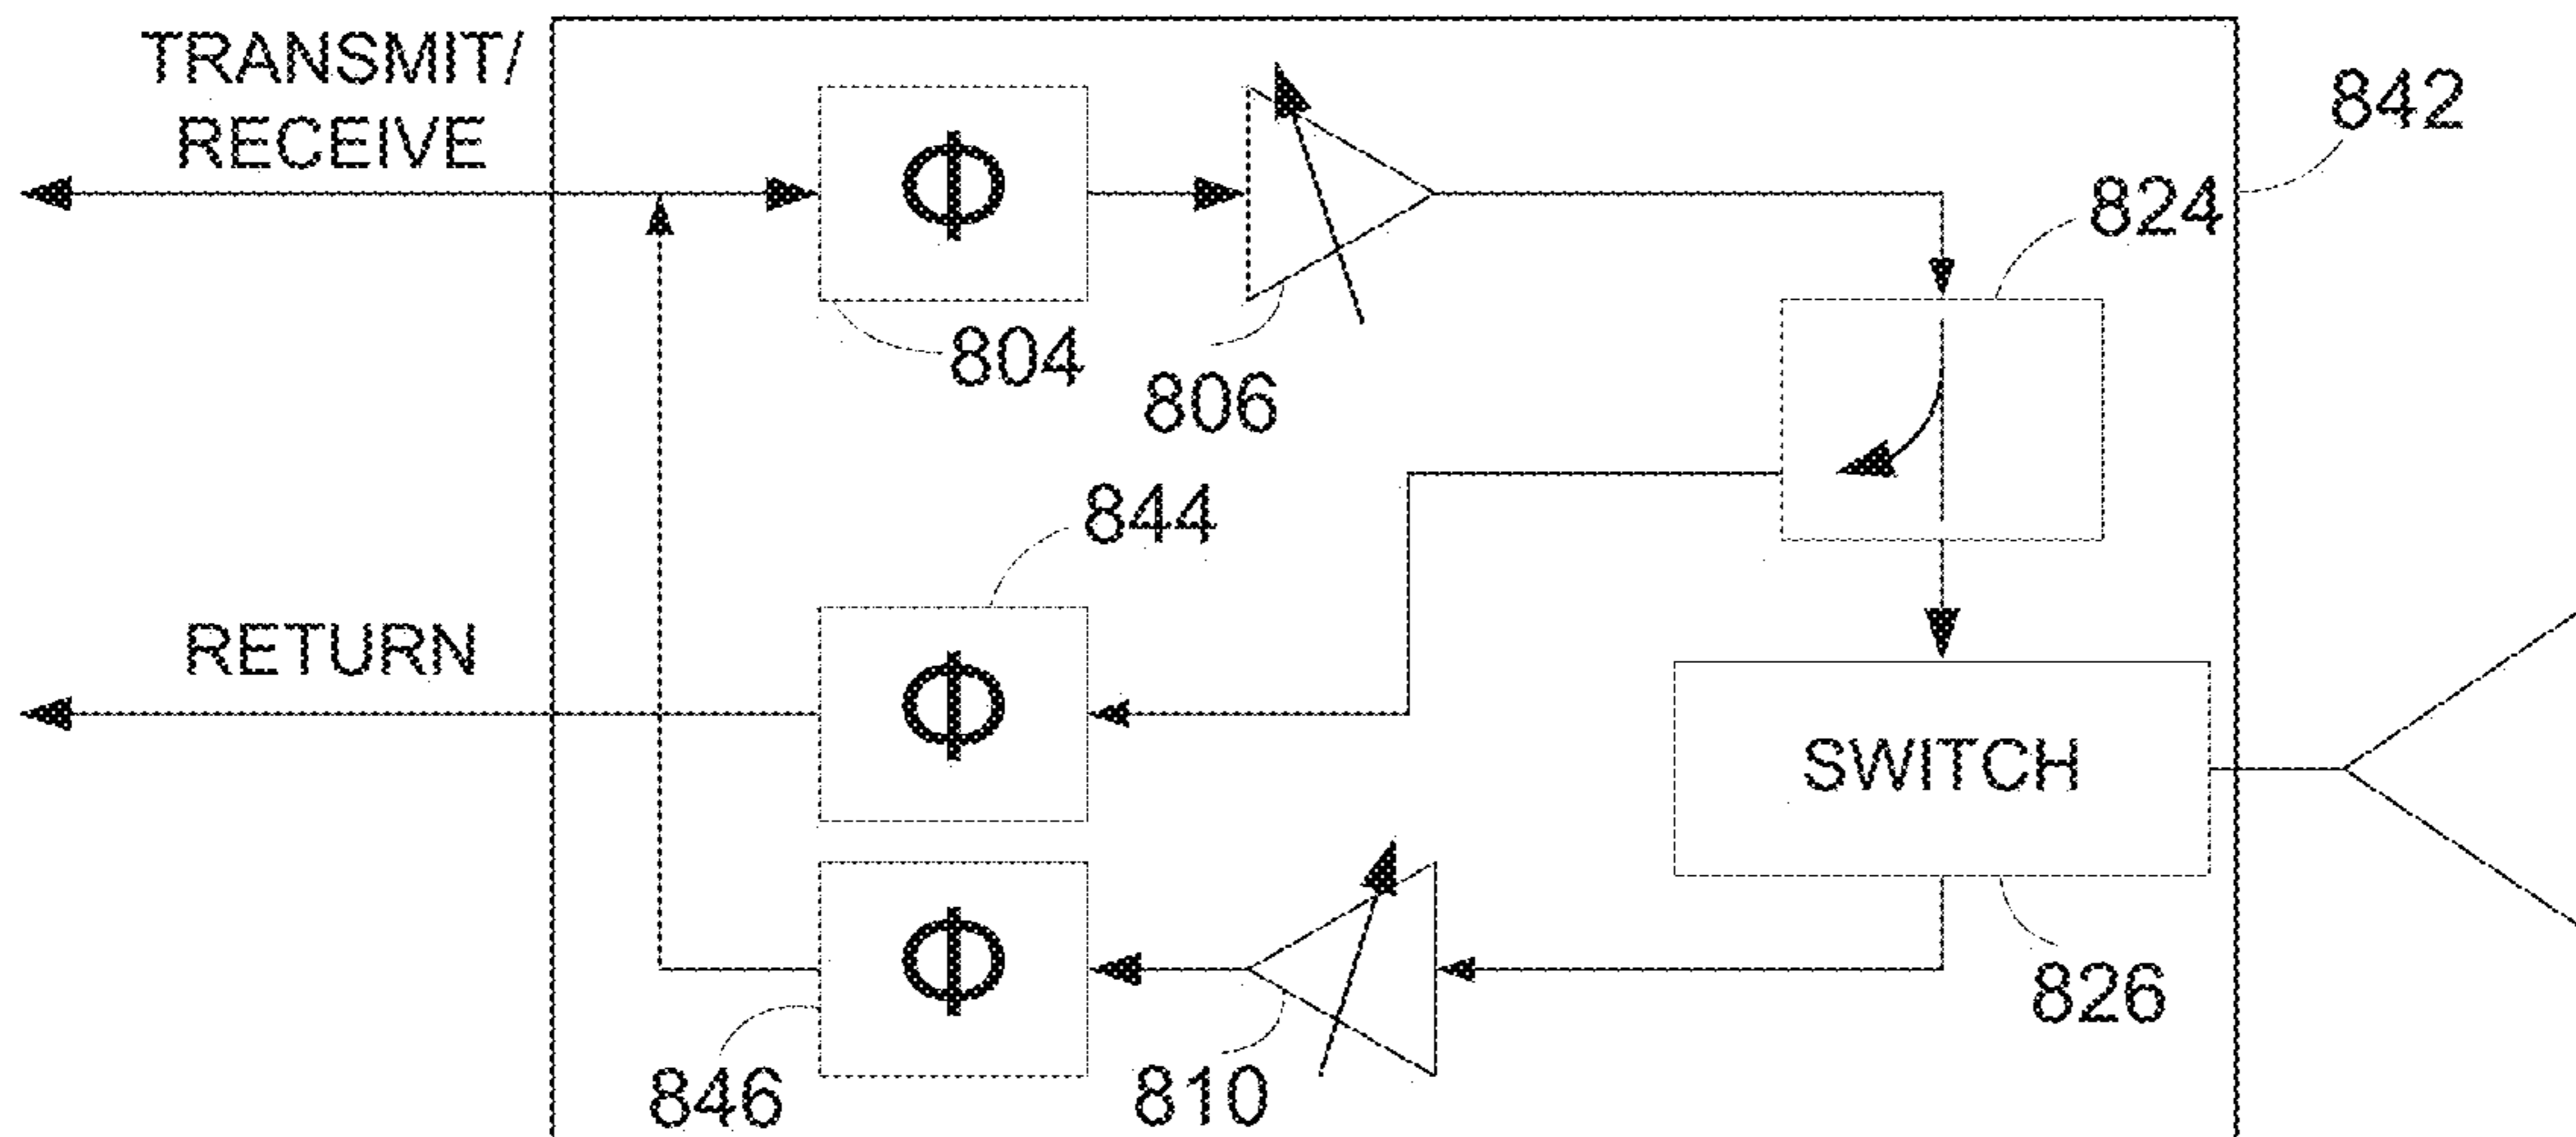 TRANSMIT/
RECEIVE
842
824
Φ
804
806
844
RETURN
Φ
SWITCH
Φ
826
846
810